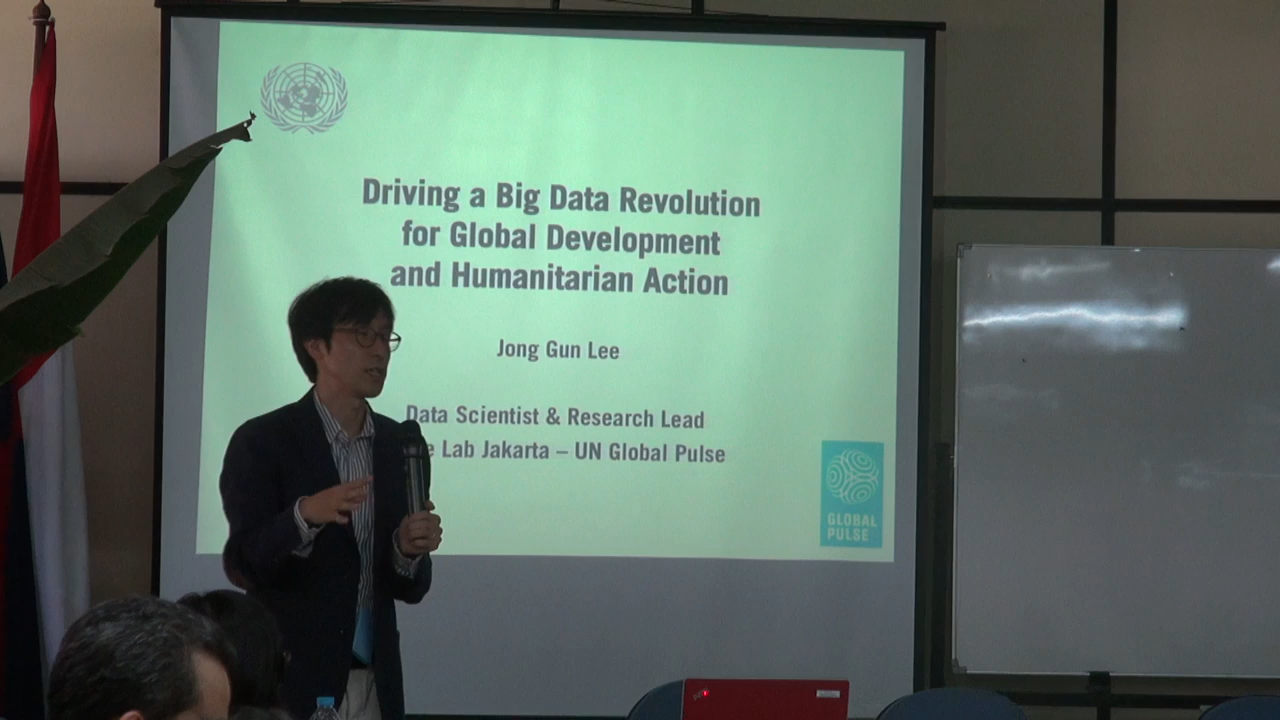 Driving a Big Data Revolution
for Global Development
and Humanitarian Action
Jong Gun Lee
Data Scientist & Research Lead
e Lab Jakarta – UN Global Pulse
GLOBAL
PULSE